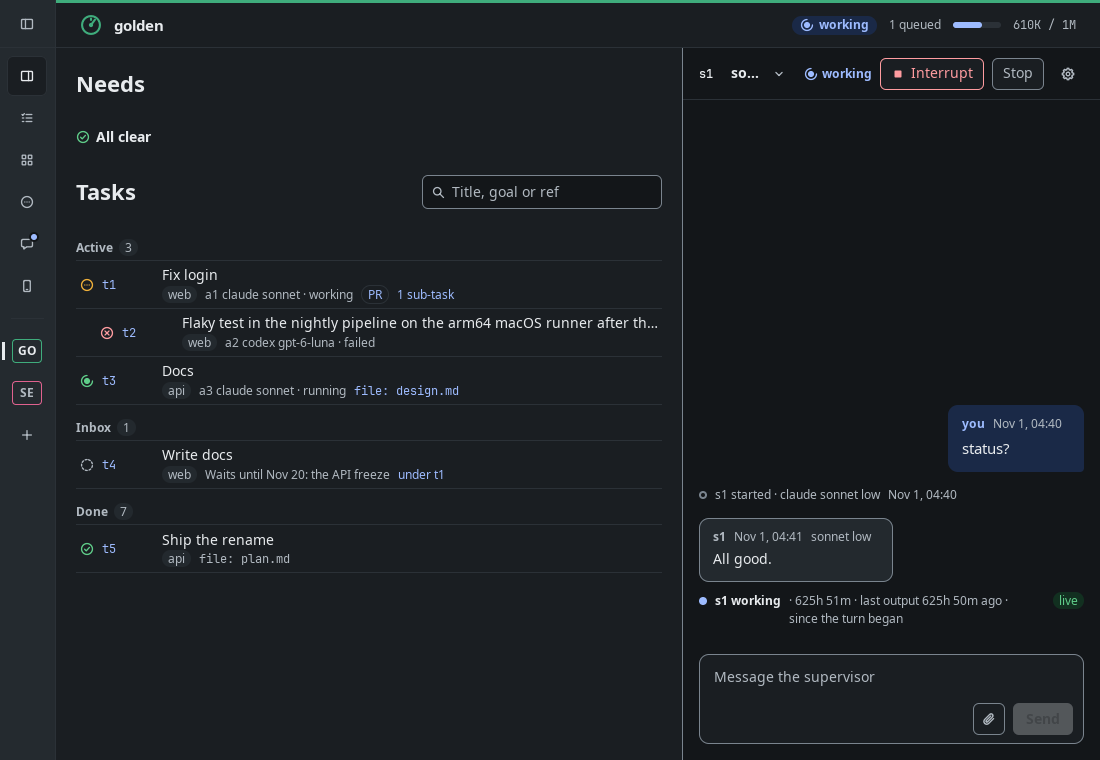 golden
working
1 queued
610K / 1M
GO
SE
Needs
All clear
Tasks
Title, goal or ref
Active 3
t1
Fix login
web a1 claude sonnet · working PR 1 sub-task
t2
Flaky test in the nightly pipeline on the arm64 macOS runner after th...
web a2 codex gpt-6-luna · failed
t3
Docs
api a3 claude sonnet · running file: design.md
Inbox 1
t4
Write docs
web Waits until Nov 20: the API freeze under t1
Done 7
t5
Ship the rename
api file: plan.md
s1 so... working Interrupt Stop
you Nov 1, 04:40
status?
s1 started · claude sonnet low Nov 1, 04:40
s1 Nov 1, 04:41 sonnet low
All good.
s1 working · 625h 51m · last output 625h 50m ago · live
since the turn began
Message the supervisor
Send